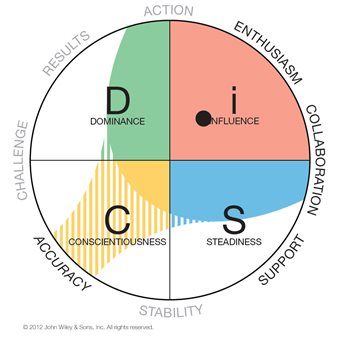 ACTION
RESULTS
ENTHUSIASM
D
i
DOMINANCE
INFLUENCE
CHALLENGE
COLLABORATION
C
S
CONSCIENTIOUSNESS
STEADINESS
ACCURACY
SUPPORT
STABILITY
© 2012 John Wiley & Sons, Inc. All rights reserved.